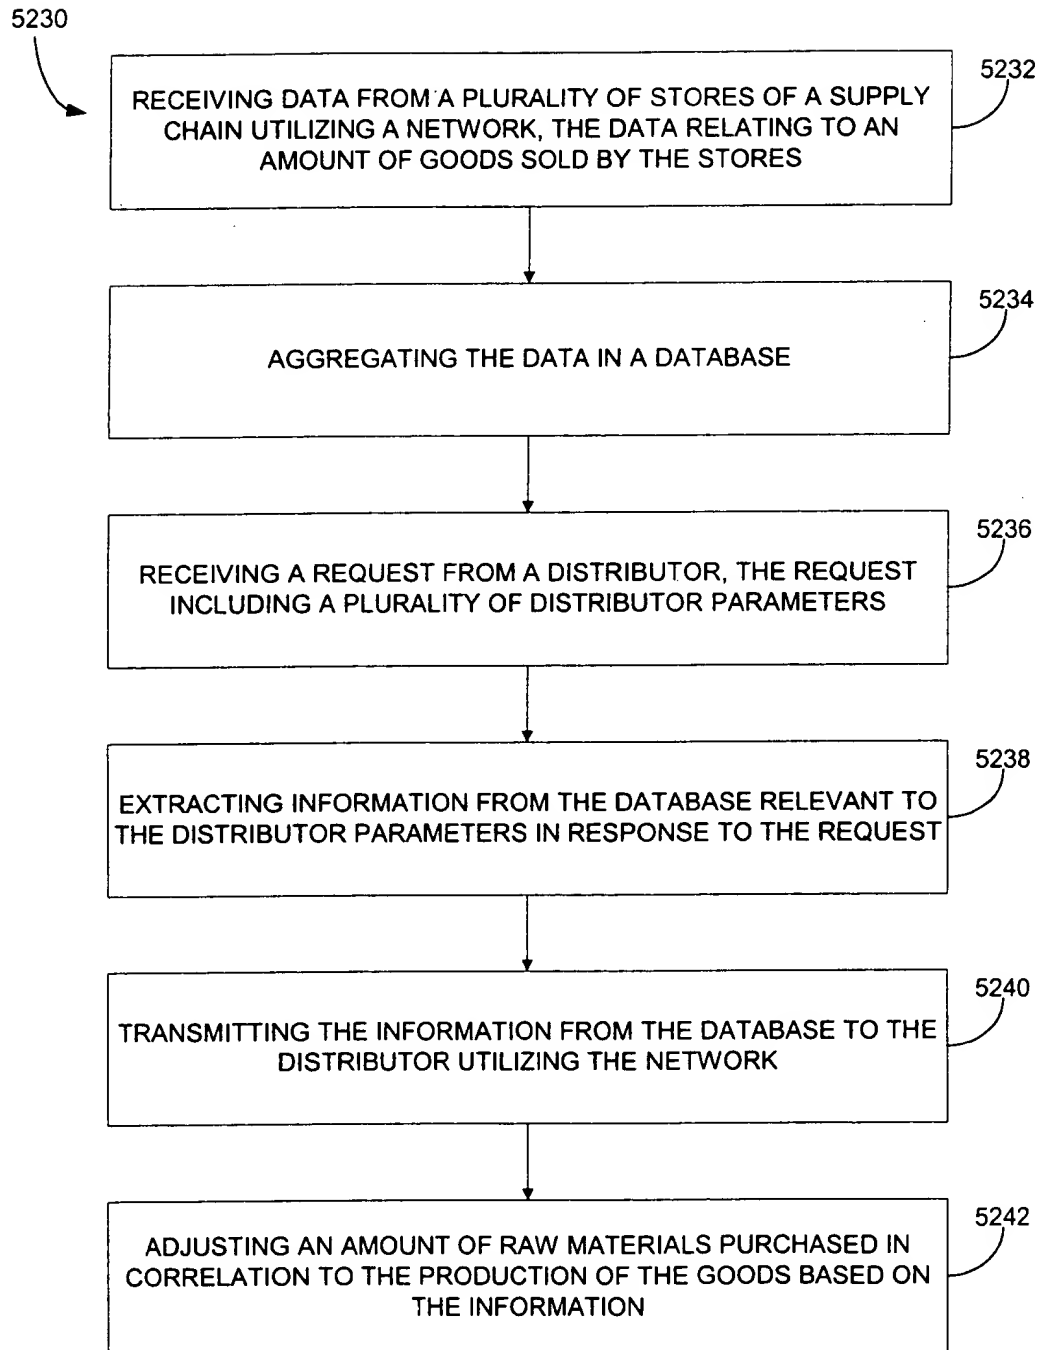 5230
5232
RECEIVING DATA FROM A PLURALITY OF STORES OF A SUPPLY
CHAIN UTILIZING A NETWORK, THE DATA RELATING TO AN
AMOUNT OF GOODS SOLD BY THE STORES
5234
AGGREGATING THE DATA IN A DATABASE
5236
RECEIVING A REQUEST FROM A DISTRIBUTOR, THE REQUEST
INCLUDING A PLURALITY OF DISTRIBUTOR PARAMETERS
5238
EXTRACTING INFORMATION FROM THE DATABASE RELEVANT TO
THE DISTRIBUTOR PARAMETERS IN RESPONSE TO THE REQUEST
5240
TRANSMITTING THE INFORMATION FROM THE DATABASE TO THE
DISTRIBUTOR UTILIZING THE NETWORK
5242
ADJUSTING AN AMOUNT OF RAW MATERIALS PURCHASED IN
CORRELATION TO THE PRODUCTION OF THE GOODS BASED ON
THE INFORMATION